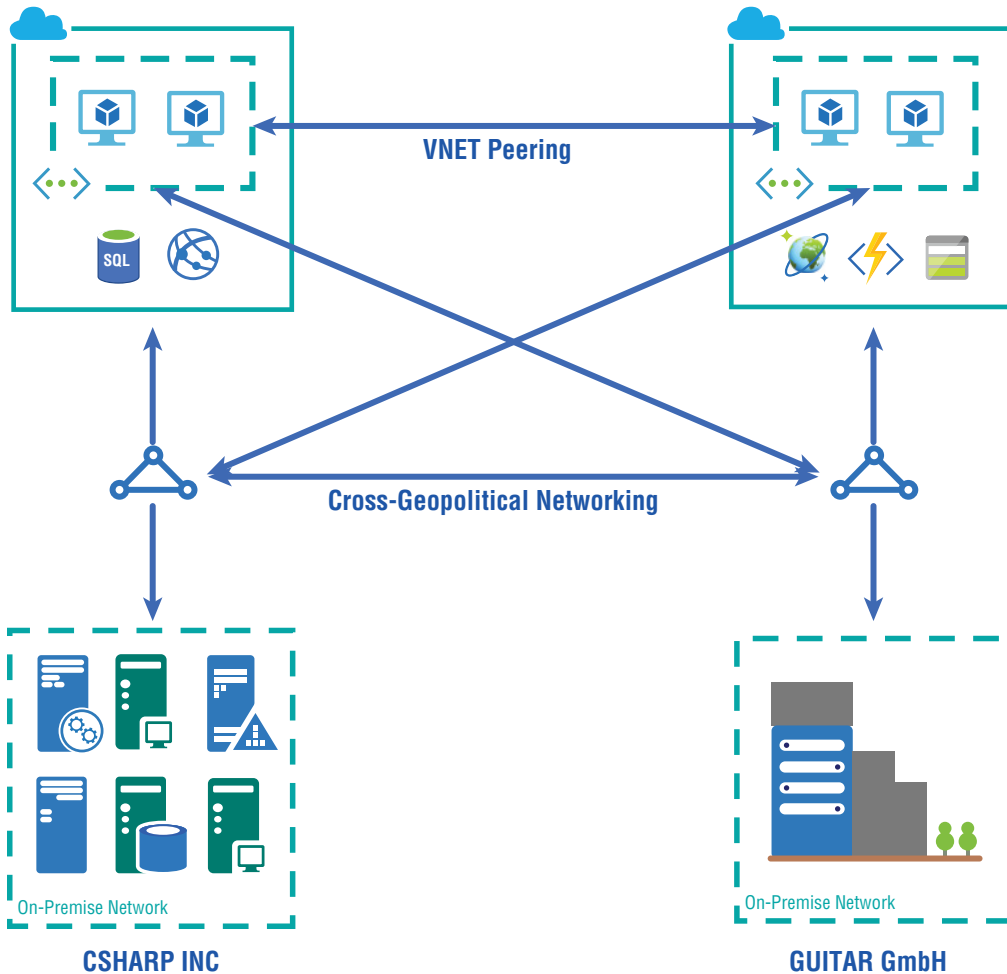 VNET Peering
SQL
Cross-Geopolitical Networking
On-Premise Network
On-Premise Network
CSHARP INC
GUITAR GmbH